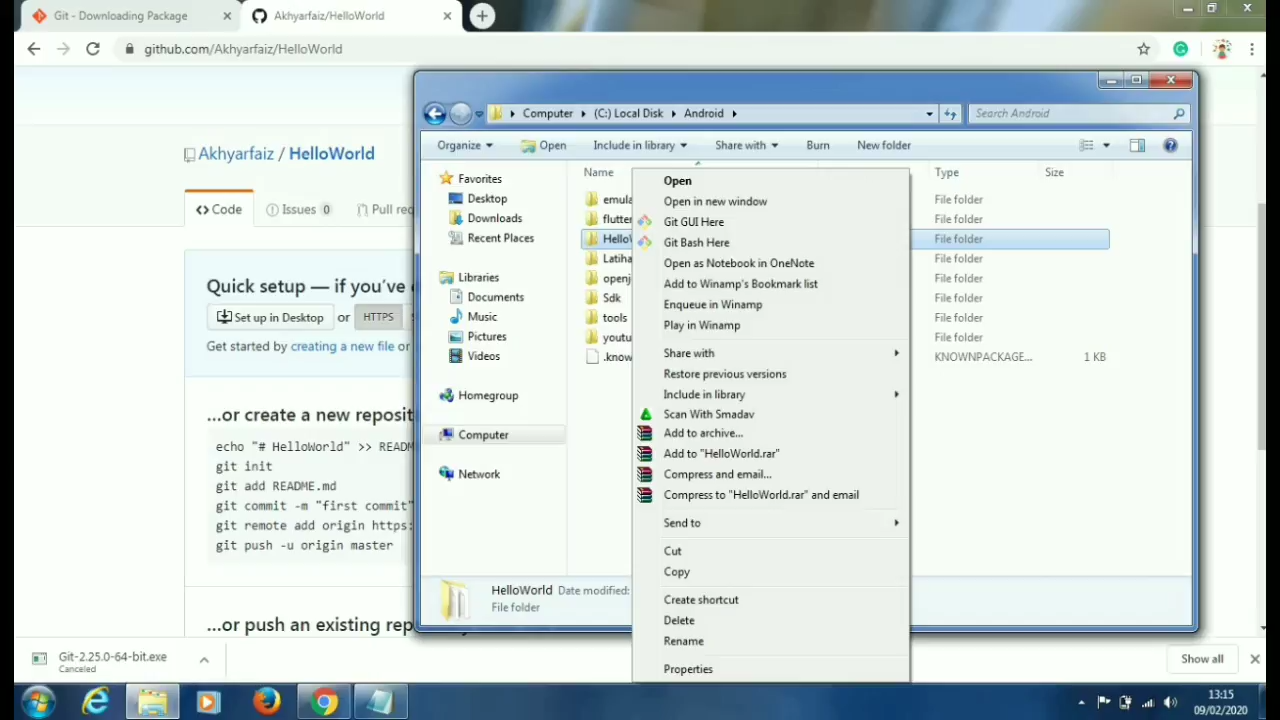 Git - Downloading Package
Akhyarfaiz/HelloWorld
github.com/Akhyarfaiz/HelloWorld
Computer
(C:) Local Disk
Android
Search Android
Organize
Open
Include in library
Share with
Burn
New folder
Akhyarfaiz / HelloWorld
Code
Issues 0
Pull req
Quick setup — if you've
Set up in Desktop or HTTPS
Get started by creating a new file or
...or create a new reposit
echo "# HelloWorld" >> READM
git init
git add README.md
git commit -m "first commit"
git remote add origin https:
git push -u origin master
...or push an existing rep
Favorites
Desktop
Downloads
Recent Places
Libraries
Documents
Music
Pictures
Videos
Homegroup
Computer
Network
Name
Type
Size
emula
File folder
flutter
File folder
Hello
File folder
Latiha
File folder
openj
File folder
Sdk
File folder
tools
File folder
youtu
File folder
.know
KNOWNPACKAGE...
1 KB
Open
Open in new window
Git GUI Here
Git Bash Here
Open as Notebook in OneNote
Add to Winamp's Bookmark list
Enqueue in Winamp
Play in Winamp
Share with
Restore previous versions
Include in library
Scan With Smadav
Add to archive...
Add to "HelloWorld.rar"
Compress and email...
Compress to "HelloWorld.rar" and email
Send to
Cut
Copy
Create shortcut
Delete
Rename
Properties
HelloWorld Date modified:
File folder
Git-2.25.0-64-bit.exe
Canceled
Show all
13:15
09/02/2020